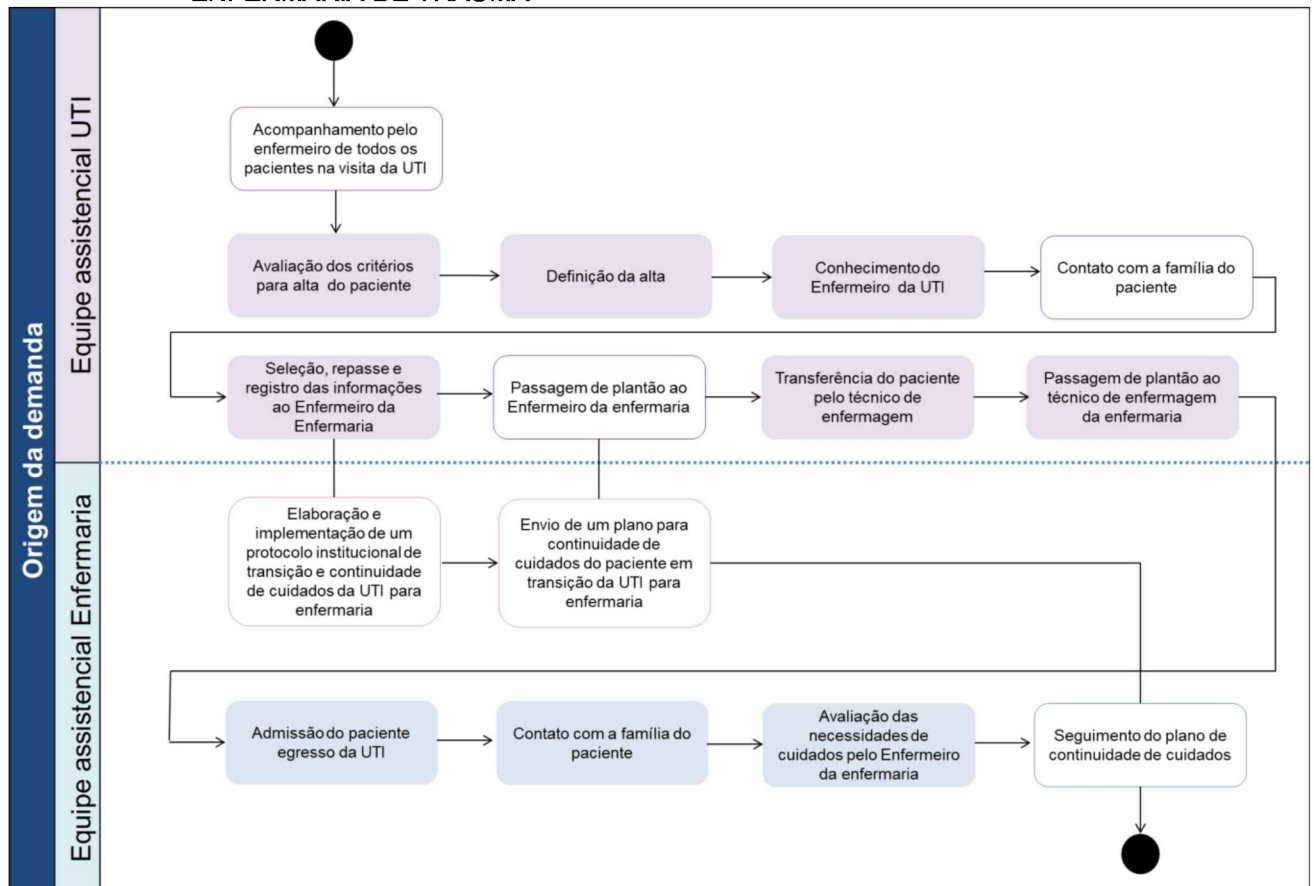 ENFERMARIA DE TRAUMA
Origem da demanda
Equipe assistencial UTI
Acompanhamento pelo
enfermeiro de todos os
pacientes na visita da UTI
Avaliação dos critérios
para alta do paciente
Definição da alta
Conhecimento do
Enfermeiro da UTI
Contato com a família do
paciente
Seleção, repasse e
registro das informações
ao Enfermeiro da
Enfermaria
Passagem de plantão ao
Enfermeiro da enfermaria
Transferência do paciente
pelo técnico de
enfermagem
Passagem de plantão ao
técnico de enfermagem
da enfermaria
Equipe assistencial Enfermaria
Elaboração e
implementação de um
protocolo institucional de
transição e continuidade
de cuidados da UTI para
enfermaria
Envio de um plano para
continuidade de
cuidados do paciente em
transição da UTI para
enfermaria
Admissão do paciente
egresso da UTI
Contato com a família do
paciente
Avaliação das
necessidades de
cuidados pelo Enfermeiro
da enfermaria
Seguimento do plano de
continuidade de cuidados